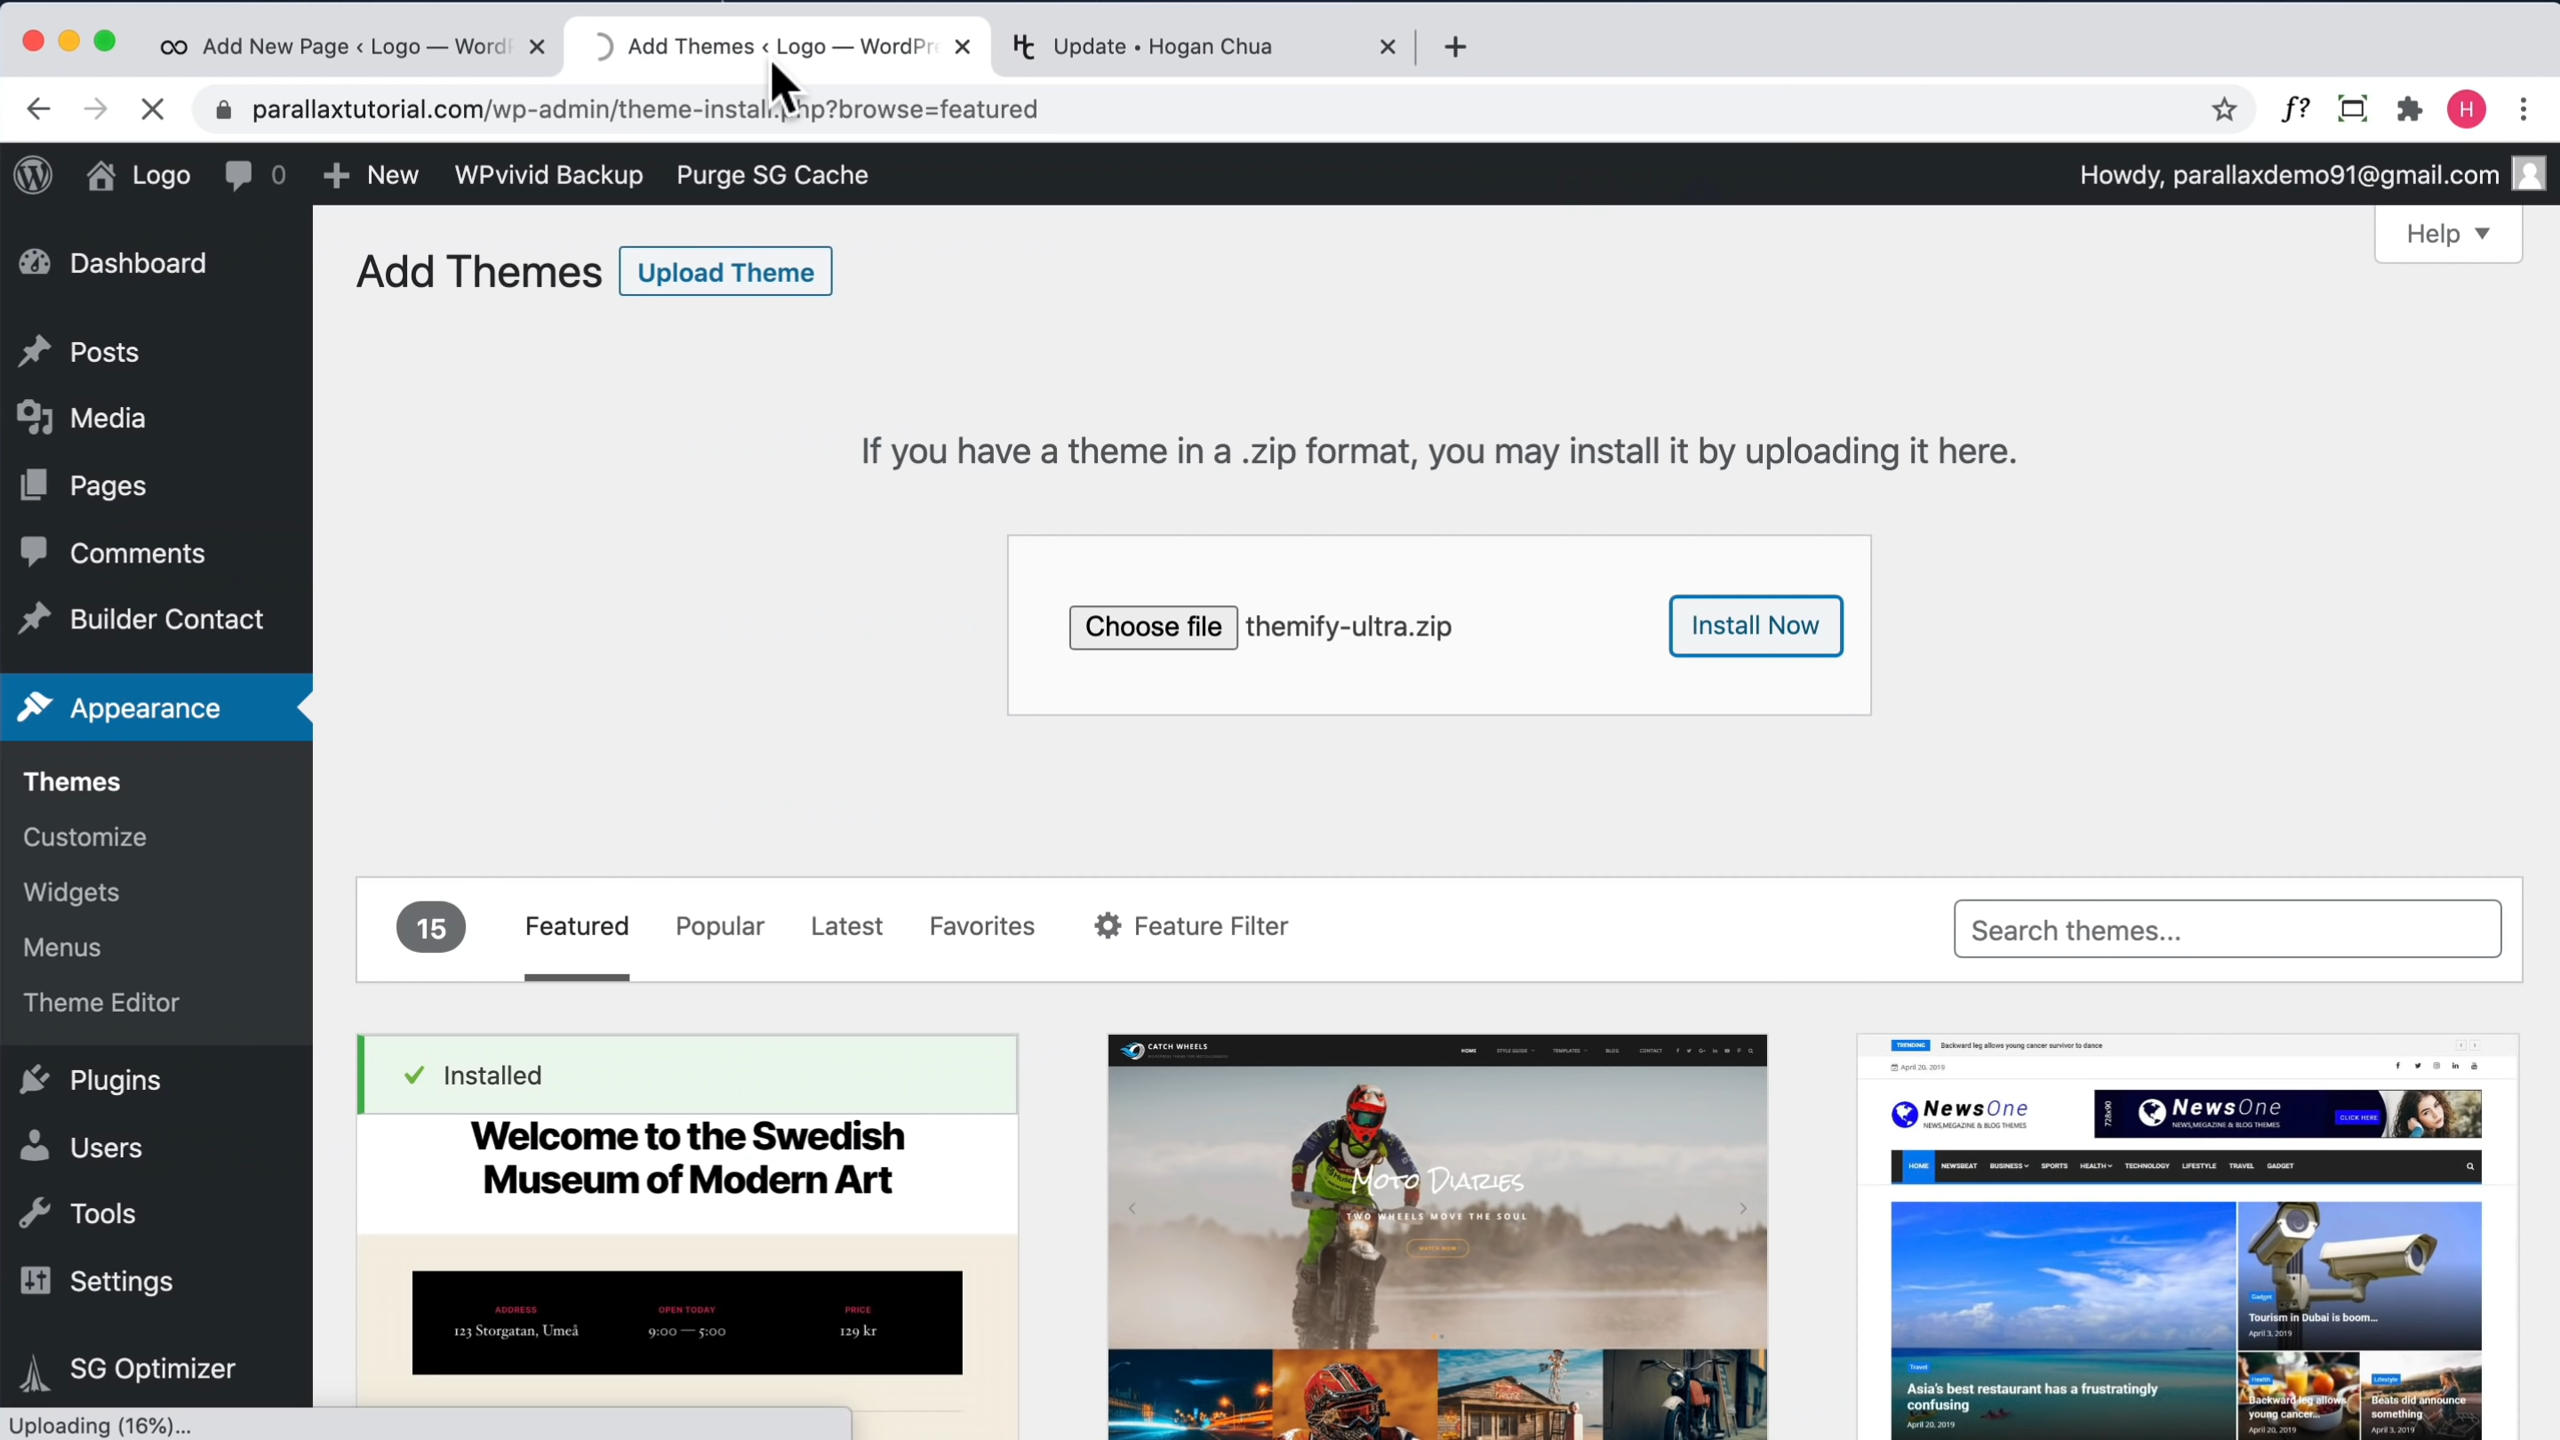 Add New Page ‹ Logo — WordP
Add Themes ‹ Logo — WordPre
Update • Hogan Chua
parallaxtutorial.com/wp-admin/theme-install.php?browse=featured
f?
H
Logo
0
New
WPvivid Backup
Purge SG Cache
Howdy, parallaxdemo91@gmail.com
Help
Dashboard
Posts
Media
Pages
Comments
Builder Contact
Appearance
Themes
Customize
Widgets
Menus
Theme Editor
Plugins
Users
Tools
Settings
SG Optimizer
Add Themes
Upload Theme
If you have a theme in a .zip format, you may install it by uploading it here.
Choose file themify-ultra.zip
Install Now
15
Featured
Popular
Latest
Favorites
Feature Filter
Search themes...
Installed
Welcome to the Swedish
Museum of Modern Art
ADDRESS
OPEN TODAY
PRICE
123 Storgatan, Umeå
9:00 — 5:00
129 kr
CATCH WHEELS
HOME
STYLE GUIDE
TEMPLATES
BLOG
CONTACT
MOTO DIARIES
TWO WHEELS MOVE THE SOUL
WATCH NOW
TRENDING
Backward leg allows young cancer survivor to dance
April 20, 2019
NewsOne
NEWS,MEGAZINE & BLOG THEMES
728x90
NewsOne
NEWS,MEGAZINE & BLOG THEMES
CLICK HERE
HOME
NEWSBEAT
BUSINESS
SPORTS
HEALTH
TECHNOLOGY
LIFESTYLE
TRAVEL
GADGET
Gadget
Tourism in Dubai is boom...
April 3, 2019
Travel
Asia's best restaurant has a frustratingly
confusing
April 20, 2019
Health
Backward leg allows
young cancer...
April 20, 2019
Lifestyle
Beats did announce
something
April 3, 2019
Uploading (16%)...